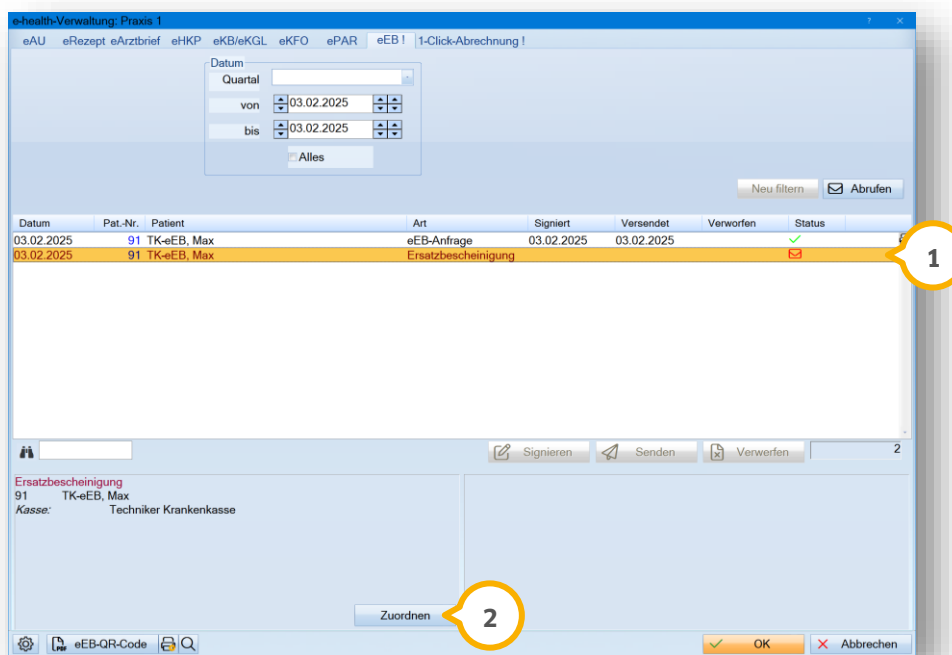 e-health-Verwaltung: Praxis 1
eAU eRezept eArztbrief eHKP eKB/eKGL eKFO ePAR eEB ! 1-Click-Abrechnung !
Datum
Quartal
von 03.02.2025
bis 03.02.2025
Alles
Neu filtern Abrufen
Datum Pat.-Nr. Patient Art Signiert Versendet Verworfen Status
03.02.2025 91 TK-eEB, Max eEB-Anfrage 03.02.2025 03.02.2025
03.02.2025 91 TK-eEB, Max Ersatzbescheinigung
1
Signieren Senden Verwerfen 2
Ersatzbescheinigung
91 TK-eEB, Max
Kasse: Techniker Krankenkasse
Zuordnen 2
PDF eEB-QR-Code OK Abbrechen